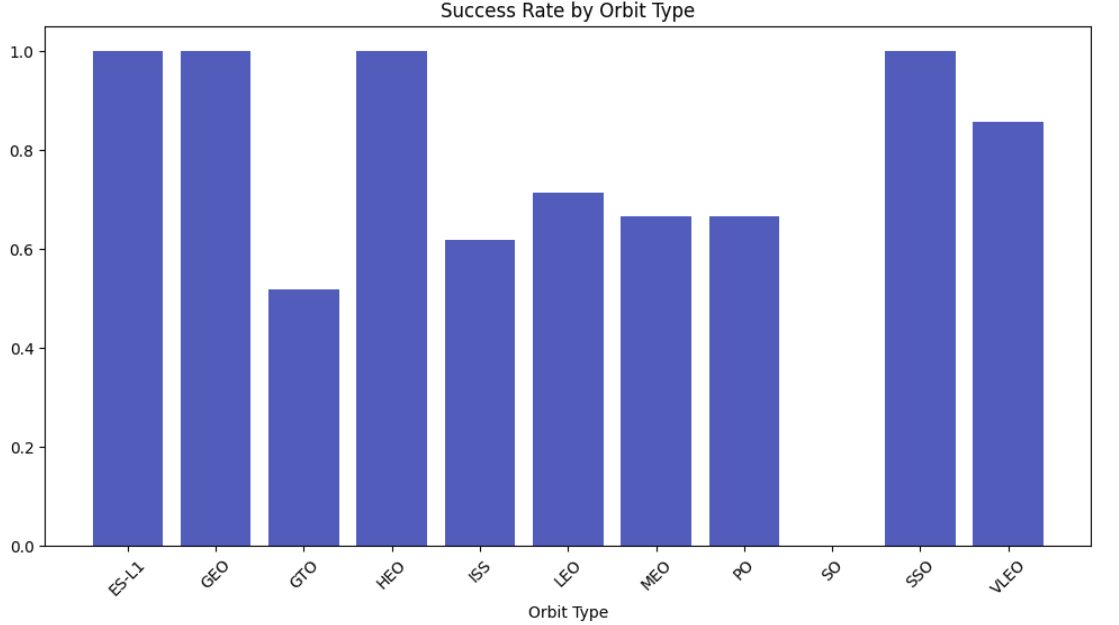 Success Rate by Orbit Type
1.0
0.8
0.6
0.4
0.2
0.0
ES-L1 GEO GTO HEO ISS LEO MEO PO SO SSO VLEO
Orbit Type